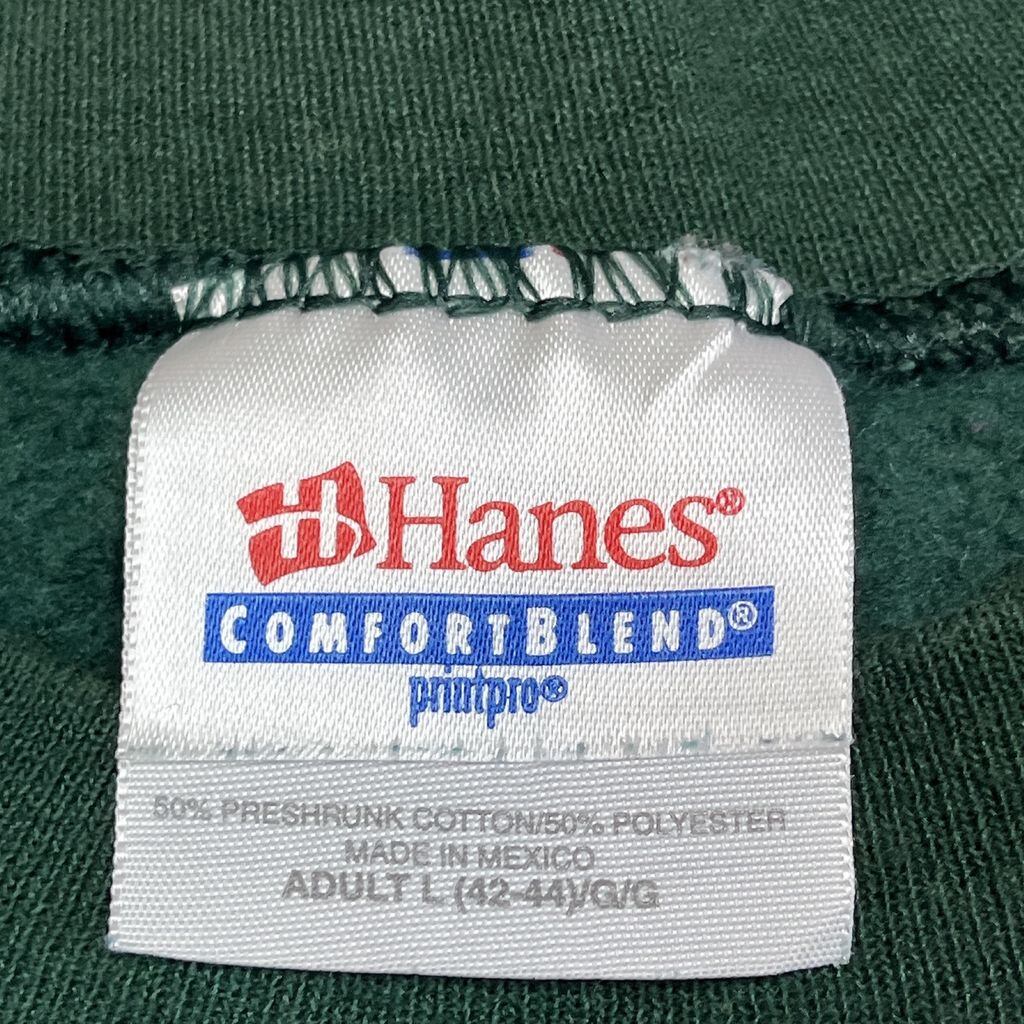 H Hanes®
COMFORTBLEND®
printpro®
50% PRESHRUNK COTTON/50% POLYESTER
MADE IN MEXICO
ADULT L (42-44)/G/G